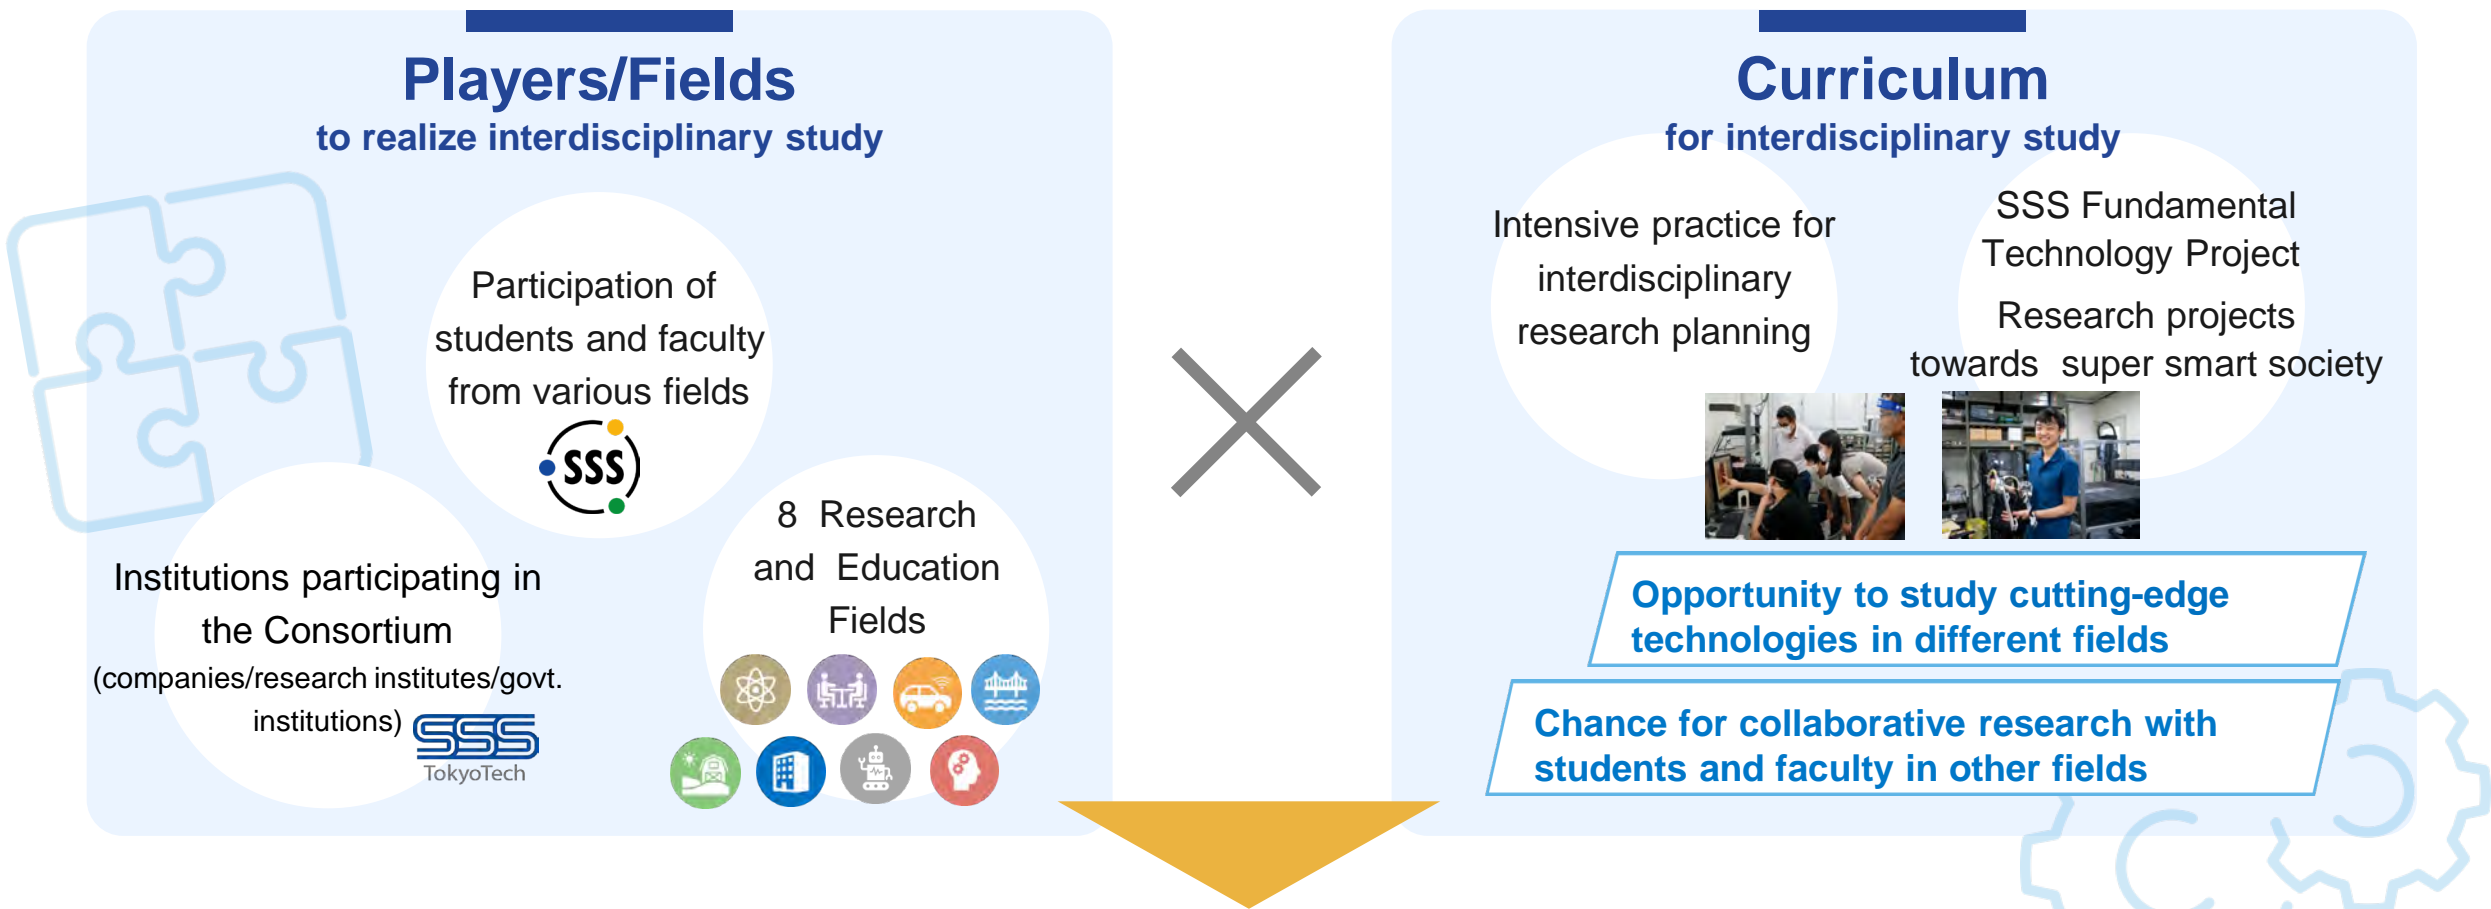 Players/Fields
to realize interdisciplinary study
Participation of
students and faculty
from various fields
SSS
Institutions participating in
the Consortium
(companies/research institutes/govt.
institutions)
SSS
TokyoTech
8 Research
and Education
Fields
Curriculum
for interdisciplinary study
Intensive practice for
interdisciplinary
research planning
SSS Fundamental
Technology Project
Research projects
towards super smart society
Opportunity to study cutting-edge
technologies in different fields
Chance for collaborative research with
students and faculty in other fields